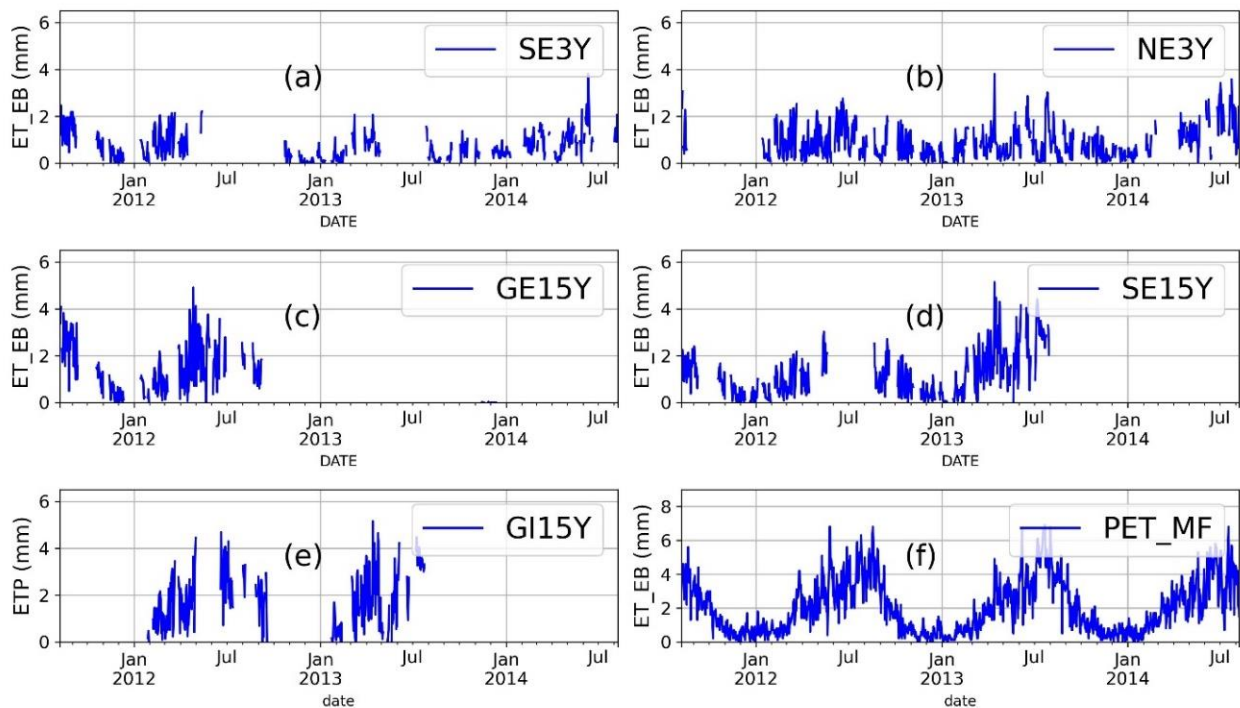 6
4
2
0
ET_EB (mm)
(a)
SE3Y
Jan
2012
Jul
Jan
2013
Jul
Jan
2014
Jul
DATE
6
4
2
0
ET_EB (mm)
(b)
NE3Y
Jan
2012
Jul
Jan
2013
Jul
Jan
2014
Jul
DATE
6
4
2
0
ET_EB (mm)
(c)
GE15Y
Jan
2012
Jul
Jan
2013
Jul
Jan
2014
Jul
DATE
6
4
2
0
ET_EB (mm)
(d)
SE15Y
Jan
2012
Jul
Jan
2013
Jul
Jan
2014
Jul
DATE
6
4
2
0
ETP (mm)
(e)
GI15Y
Jan
2012
Jul
Jan
2013
Jul
Jan
2014
Jul
date
8
6
4
2
0
ET_EB (mm)
(f)
PET_MF
Jan
2012
Jul
Jan
2013
Jul
Jan
2014
Jul
date